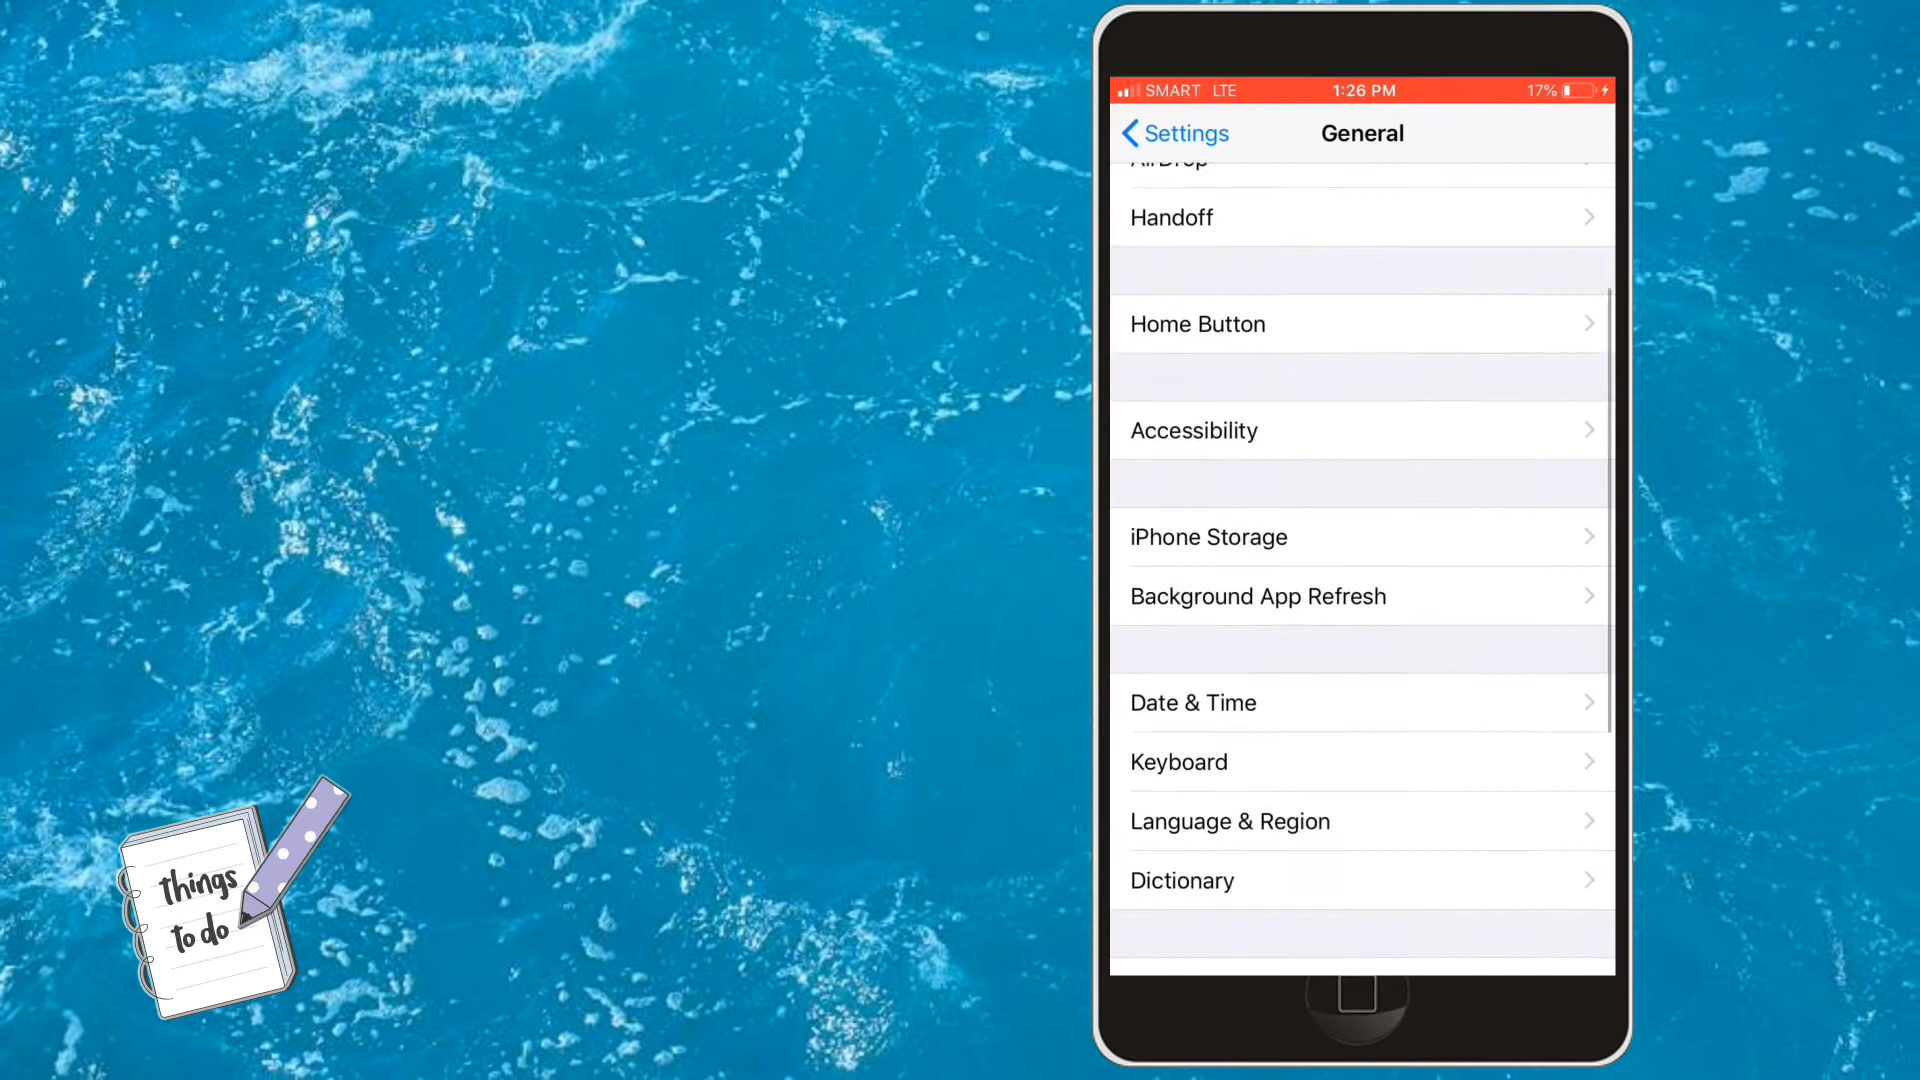 SMART LTE 1:26 PM 17%
Settings General
AirDrop
Handoff
Home Button
Accessibility
iPhone Storage
Background App Refresh
Date & Time
Keyboard
Language & Region
Dictionary
things
to do